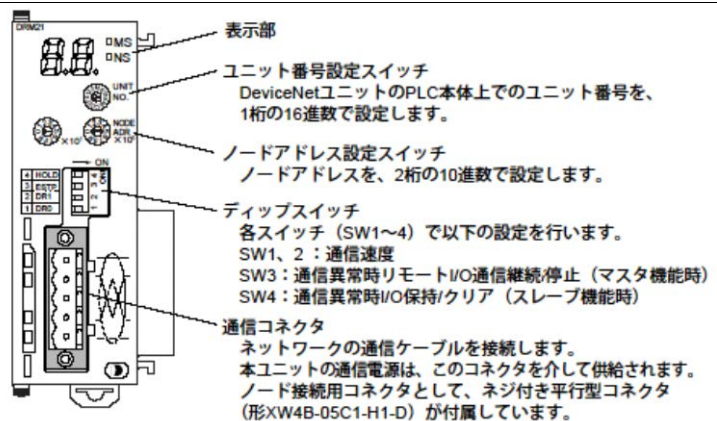 DRM21
MS
NS
UNIT
NO.
NODE
ADR
×10¹
×10⁰
ON
4 HOLD
3 ESTP
2 DR1
1 DR0
NO
4
3
2
1
表示部
ユニット番号設定スイッチ
DeviceNetユニットのPLC本体上でのユニット番号を、
1桁の16進数で設定します。
ノードアドレス設定スイッチ
ノードアドレスを、2桁の10進数で設定します。
ディップスイッチ
各スイッチ（SW1～4）で以下の設定を行います。
SW1、2：通信速度
SW3：通信異常時リモートI/O通信継続/停止（マスタ機能時）
SW4：通信異常時I/O保持/クリア（スレーブ機能時）
通信コネクタ
ネットワークの通信ケーブルを接続します。
本ユニットの通信電源は、このコネクタを介して供給されます。
ノード接続用コネクタとして、ネジ付き平行型コネクタ
（形XW4B-05C1-H1-D）が付属しています。